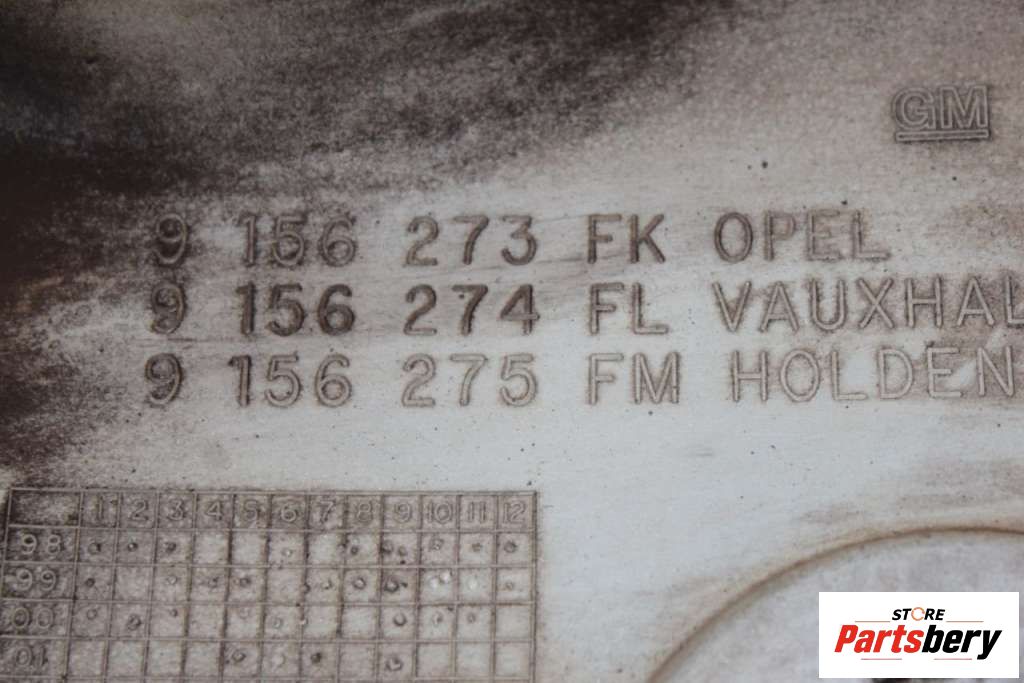 GM
9 156 273 FK OPEL
9 156 274 FL VAUXHAL
9 156 275 FM HOLDEN
1 2 3 4 5 6 7 8 9 10 11 12
98
99
00
01
STORE
Partsbery